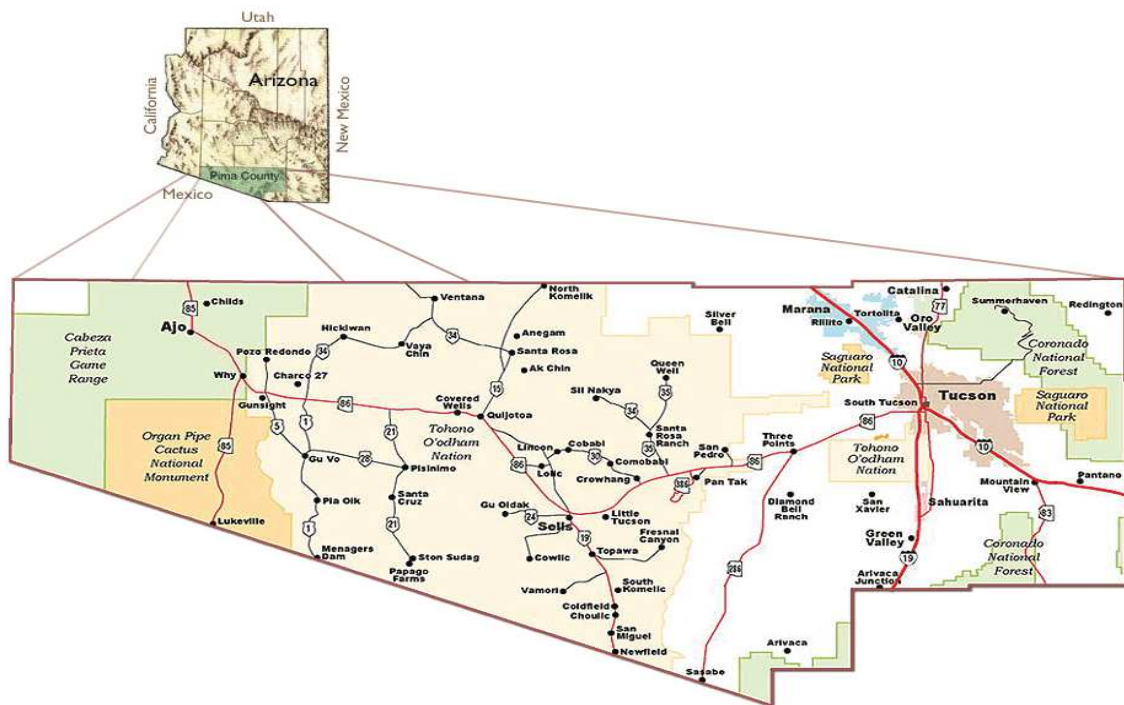 Utah
California
Arizona
New Mexico
Pima County
Mexico
85
Childs
Ajo
Cabeza
Prieta
Game
Range
Why
Pozo Redondo
Charco 27
Gunsight
Organ Pipe
Cactus
National
Monument
85
Lukeville
Hickiwan
34
Ventana
Vaya
Chin
34
North
Komelik
Anegam
Santa Rosa
Ak Chin
15
86
5
1
Gu Vo
28
21
Pisinimo
Covered
Wells
Quijotoa
Tohono
O'odham
Nation
Pia Oik
1
Menagers
Dam
Santa
Cruz
21
Ston Sudag
Papago
Farms
Sil Nakya
34
Queen
Well
35
Santa
Rosa
Ranch
35
Lincon
Cobabi
86
Lolic
30
Comobabi
Crowhang
San
Pedro
386
Pan Tak
86
Three
Points
Gu Oidak
24
Sells
Little
Tucson
19
Topawa
Fresnal
Canyon
Cowlic
Vamori
South
Komelic
Coldfield
Choulic
San
Miguel
Newfield
Silver
Bell
Marana
Rillito
Tortolita
Catalina
77
Oro
Valley
Summerhaven
Redington
Coronado
National
Forest
Saguaro
National
Park
10
Tucson
South Tucson
86
Saguaro
National
Park
10
Tohono
O'odham
Nation
Diamond
Bell
Ranch
San
Xavier
Sahuarita
Mountain
View
Pantano
83
Green
Valley
19
Coronado
National
Forest
Arivaca
Junction
286
Arivaca
Sasabe